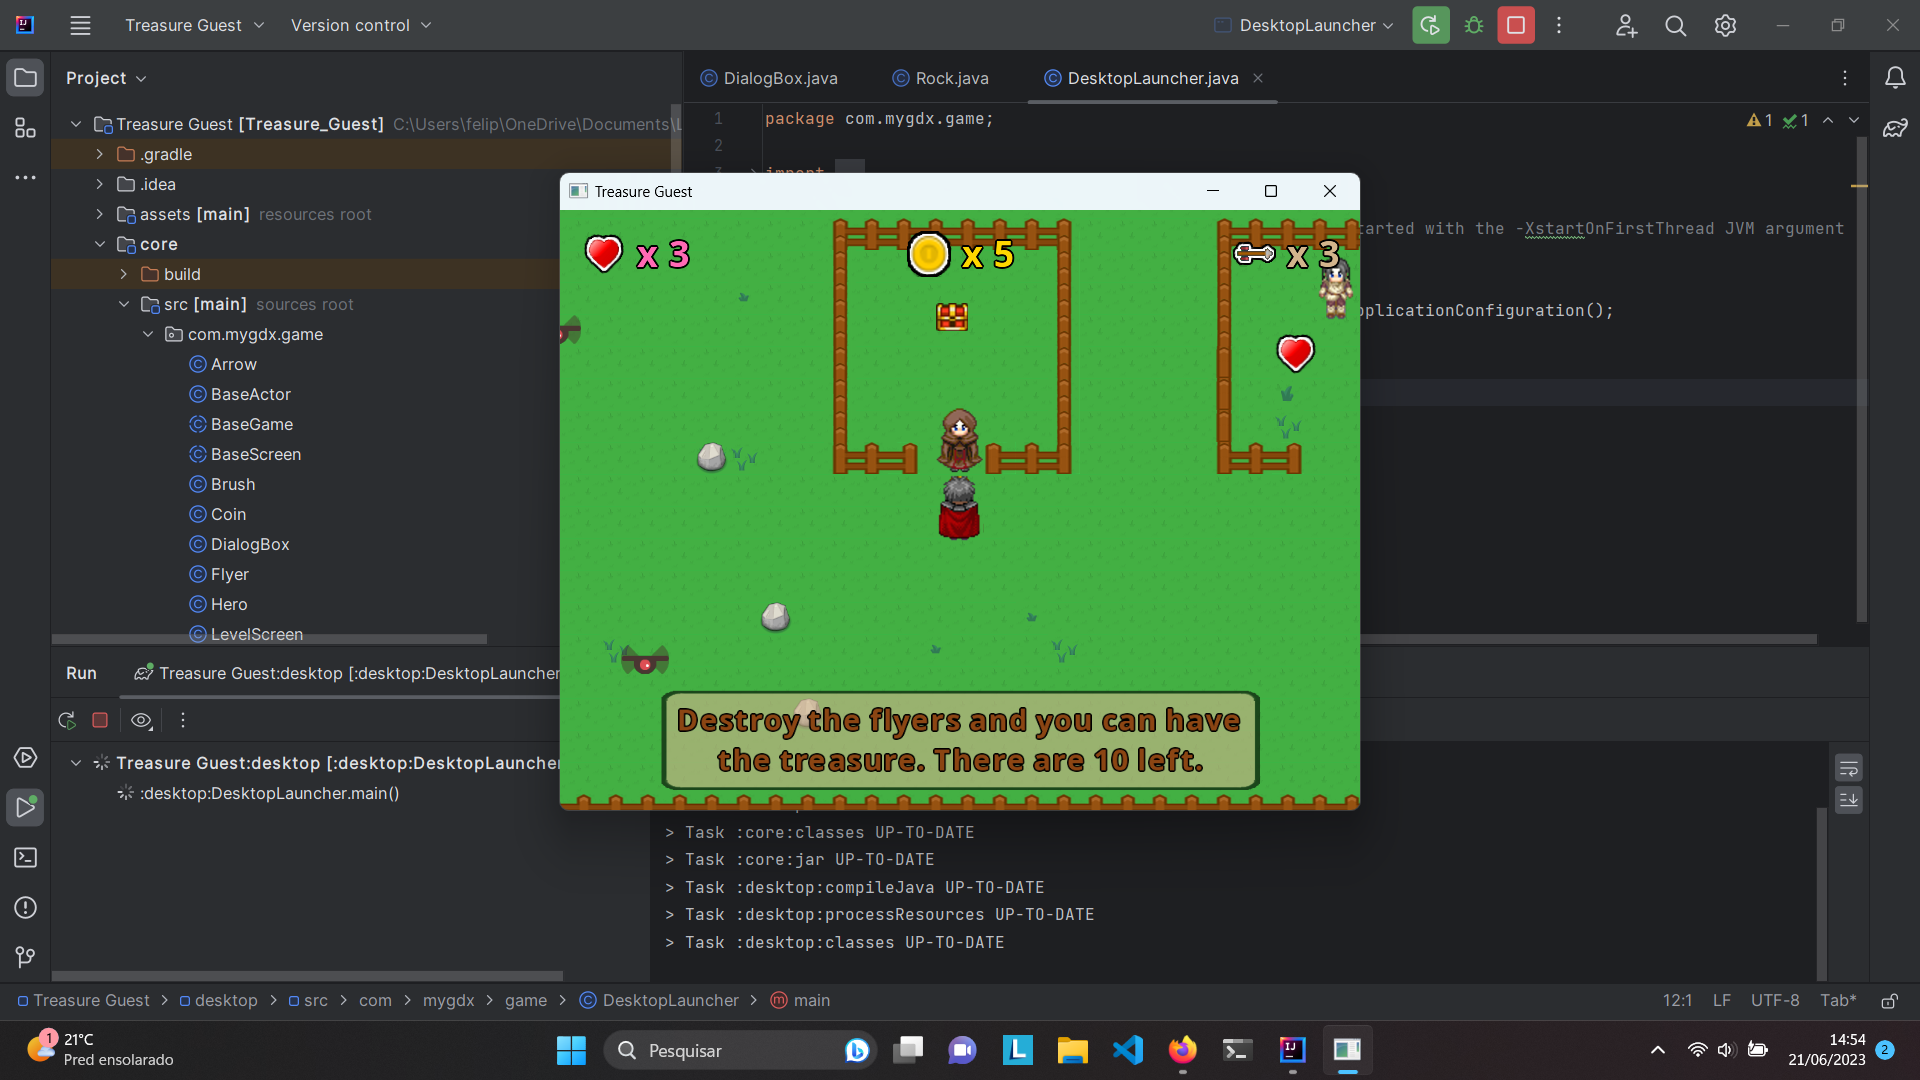 Treasure Guest
Version control
DesktopLauncher
Project
DialogBox.java
Rock.java
DesktopLauncher.java
Treasure Guest [Treasure_Guest] C:\Users\felip\OneDrive\Documents\L
.gradle
.idea
assets [main] resources root
core
build
src [main] sources root
com.mygdx.game
Arrow
BaseActor
BaseGame
BaseScreen
Brush
Coin
DialogBox
Flyer
Hero
LevelScreen
1 package com.mygdx.game;
1 1
2
3 import
tarted with the -XstartOnFirstThread JVM argument
pplicationConfiguration();
Treasure Guest
x 3
x 5
x 3
Destroy the flyers and you can have
the treasure. There are 10 left.
Run
Treasure Guest:desktop [:desktop:DesktopLauncher
Treasure Guest:desktop [:desktop:DesktopLaunche
:desktop:DesktopLauncher.main()
> Task :core:classes UP-TO-DATE
> Task :core:jar UP-TO-DATE
> Task :desktop:compileJava UP-TO-DATE
> Task :desktop:processResources UP-TO-DATE
> Task :desktop:classes UP-TO-DATE
Treasure Guest > desktop > src > com > mygdx > game > DesktopLauncher > main
12:1 LF UTF-8 Tab*
1
21°C
Pred ensolarado
Pesquisar
14:54
21/06/2023
2